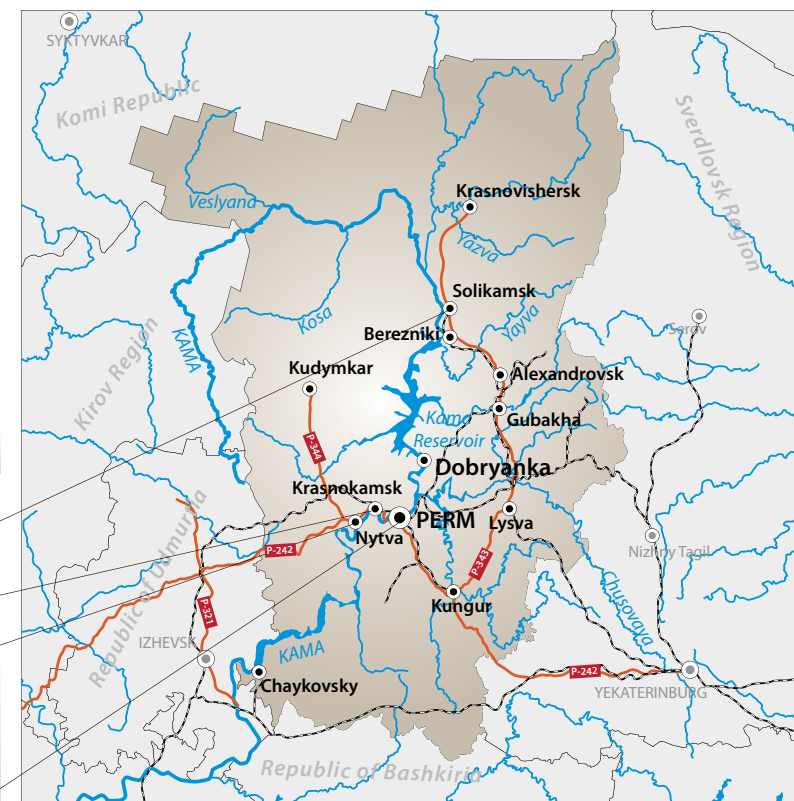 SYKTYVKAR
Komi Republic
Sverdlovsk Region
Veslyana
Krasnovishersk
Yazva
Solikamsk
Kosa
Yayva
Berezniki
Serov
KAMA
Kirov Region
Kudymkar
Alexandrovsk
Kama
Reservoir
Gubakha
P-344
Dobryanka
Krasnokamsk
PERM
Lysva
Nytva
Nizhny Tagil
P-242
P-343
Republic of Udmurtia
Chusovaya
P-321
Kungur
IZHEVSK
KAMA
P-242
Chaykovsky
YEKATERINBURG
Republic of Bashkiria